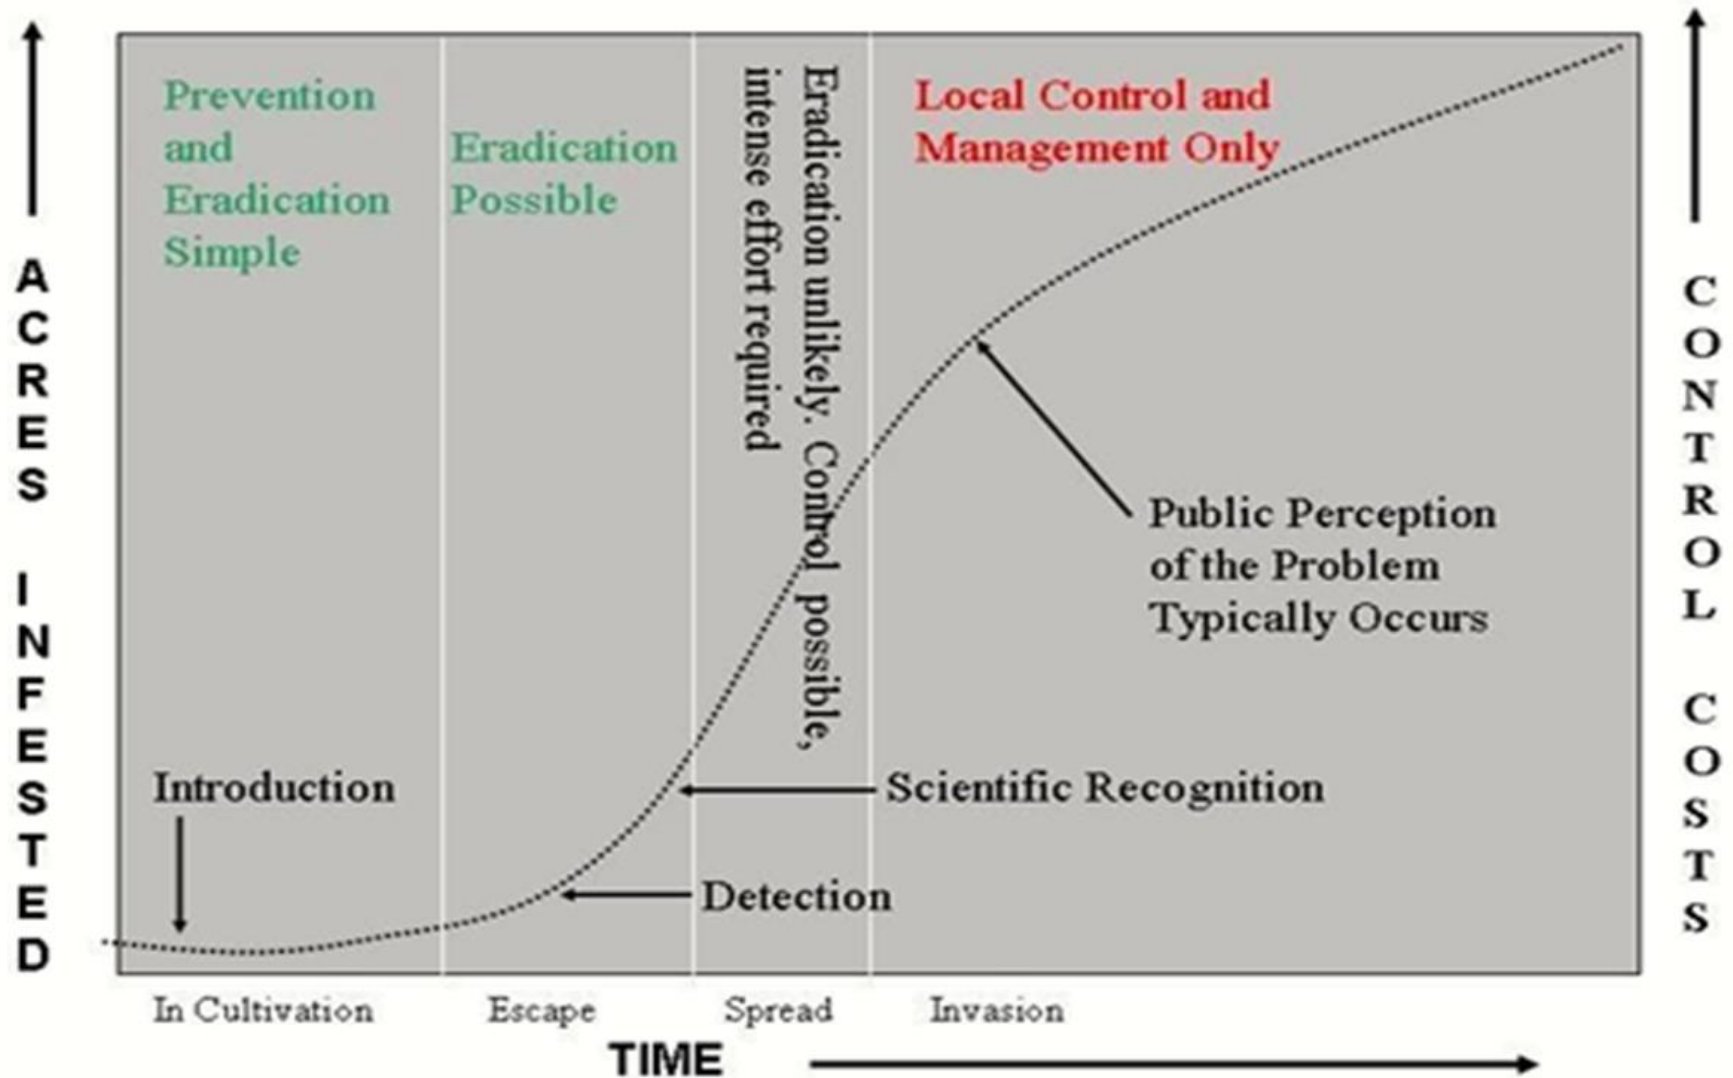 ACRES INFESTED
Prevention
and
Eradication
Simple
Eradication
Possible
Eradication unlikely. Control possible,
intense effort required
Local Control and
Management Only
Public Perception
of the Problem
Typically Occurs
Introduction
Scientific Recognition
Detection
CONTROL COSTS
In Cultivation
Escape
Spread
Invasion
TIME